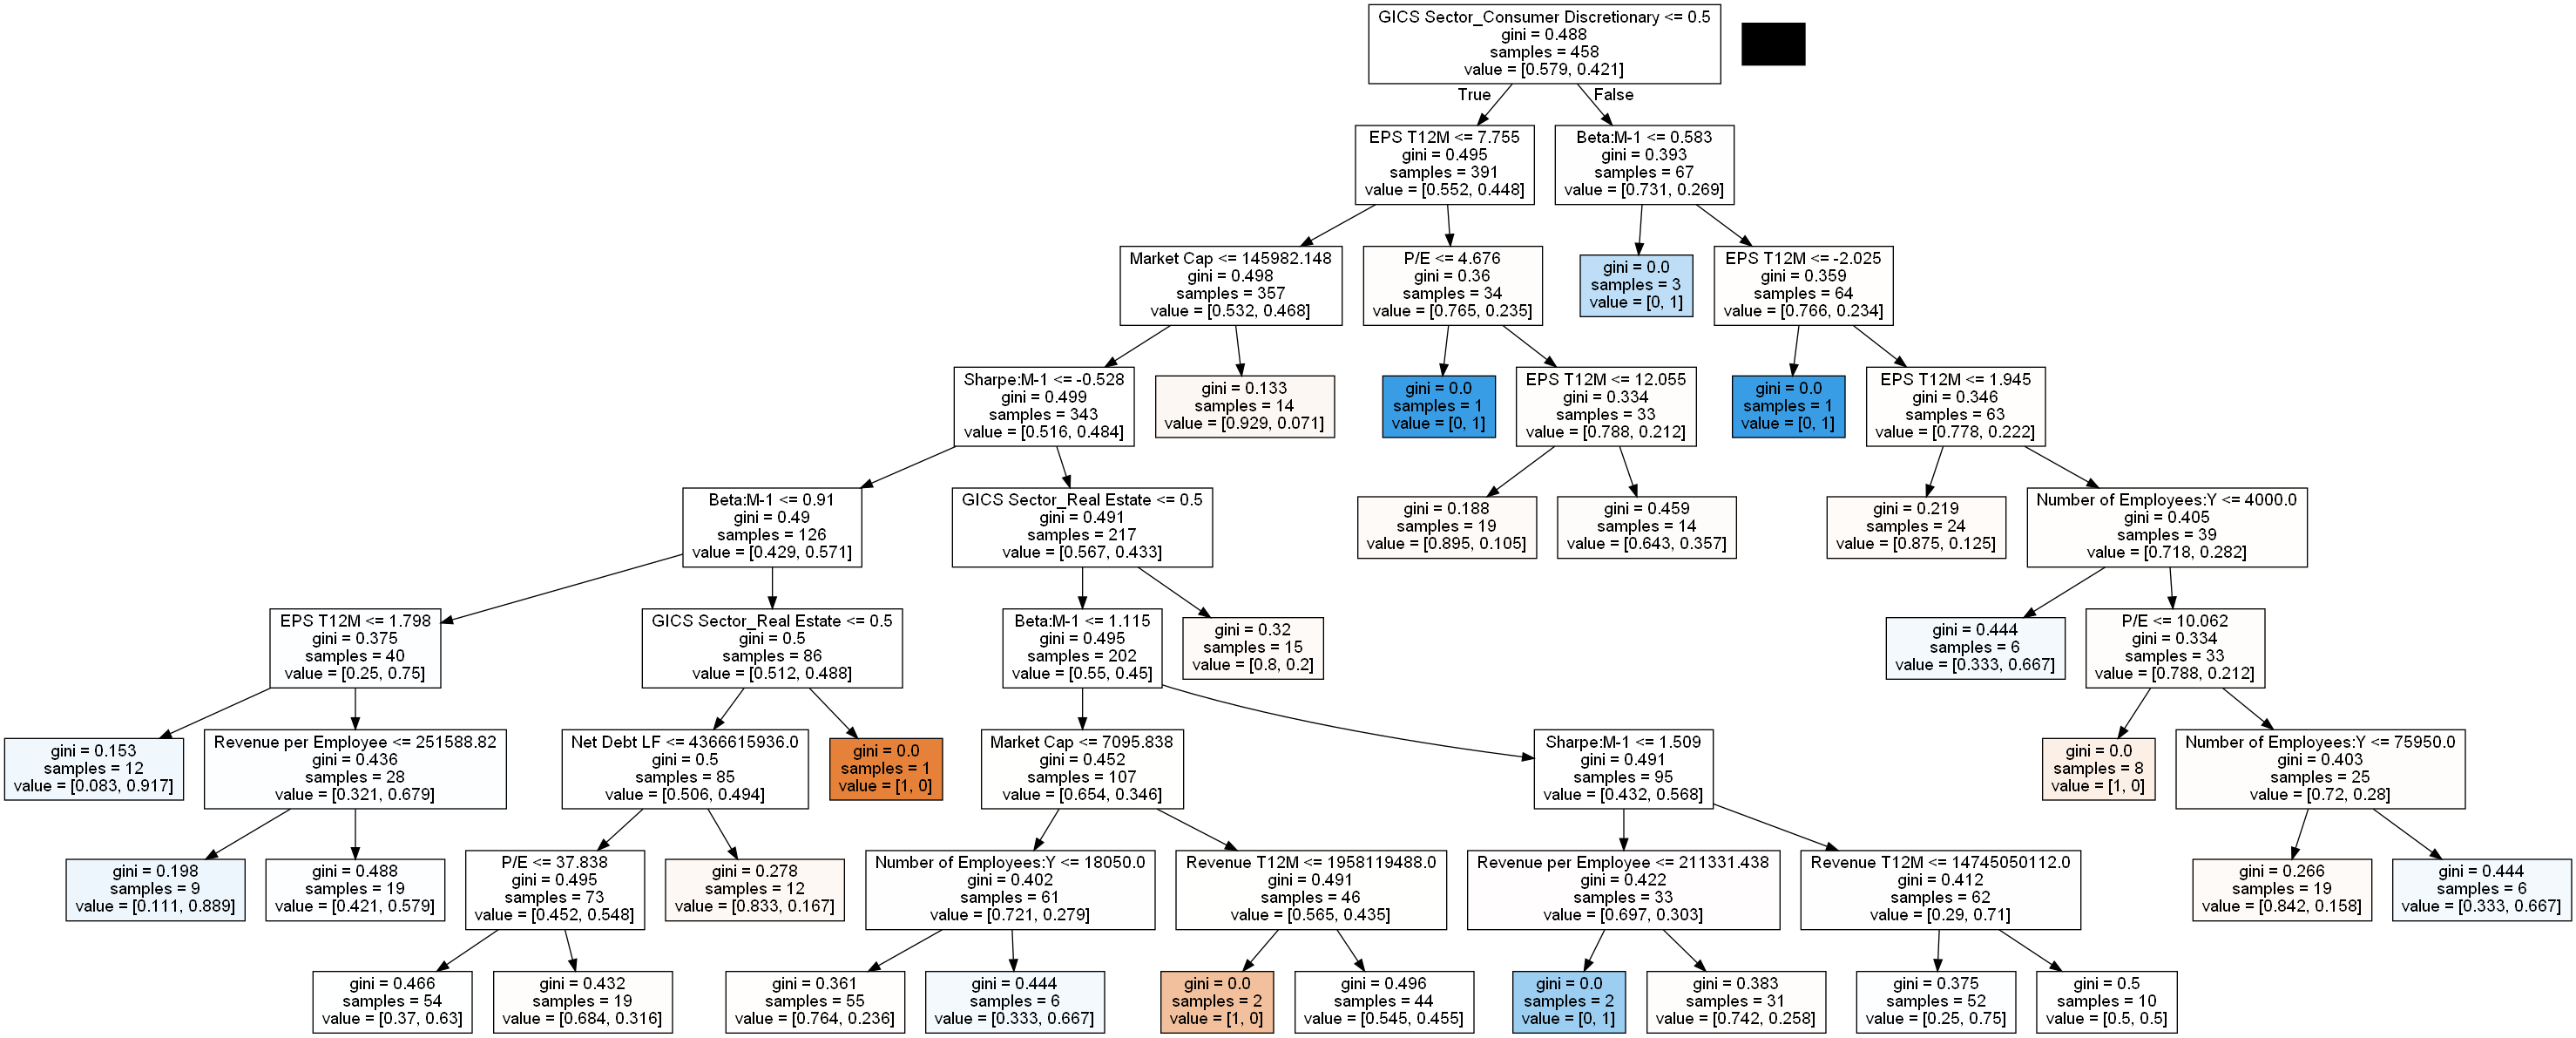 GICS Sector_Consumer Discretionary <= 0.5
gini = 0.488
samples = 458
value = [0.579, 0.421]
True
False
EPS T12M <= 7.755
gini = 0.495
samples = 391
value = [0.552, 0.448]
Beta:M-1 <= 0.583
gini = 0.393
samples = 67
value = [0.731, 0.269]
Market Cap <= 145982.148
gini = 0.498
samples = 357
value = [0.532, 0.468]
P/E <= 4.676
gini = 0.36
samples = 34
value = [0.765, 0.235]
gini = 0.0
samples = 3
value = [0, 1]
EPS T12M <= -2.025
gini = 0.359
samples = 64
value = [0.766, 0.234]
Sharpe:M-1 <= -0.528
gini = 0.499
samples = 343
value = [0.516, 0.484]
gini = 0.133
samples = 14
value = [0.929, 0.071]
gini = 0.0
samples = 1
value = [0, 1]
EPS T12M <= 12.055
gini = 0.334
samples = 33
value = [0.788, 0.212]
gini = 0.0
samples = 1
value = [0, 1]
EPS T12M <= 1.945
gini = 0.346
samples = 63
value = [0.778, 0.222]
Beta:M-1 <= 0.91
gini = 0.49
samples = 126
value = [0.429, 0.571]
GICS Sector_Real Estate <= 0.5
gini = 0.491
samples = 217
value = [0.567, 0.433]
gini = 0.188
samples = 19
value = [0.895, 0.105]
gini = 0.459
samples = 14
value = [0.643, 0.357]
gini = 0.219
samples = 24
value = [0.875, 0.125]
Number of Employees:Y <= 4000.0
gini = 0.405
samples = 39
value = [0.718, 0.282]
EPS T12M <= 1.798
gini = 0.375
samples = 40
value = [0.25, 0.75]
GICS Sector_Real Estate <= 0.5
gini = 0.5
samples = 86
value = [0.512, 0.488]
Beta:M-1 <= 1.115
gini = 0.495
samples = 202
value = [0.55, 0.45]
gini = 0.32
samples = 15
value = [0.8, 0.2]
gini = 0.444
samples = 6
value = [0.333, 0.667]
P/E <= 10.062
gini = 0.334
samples = 33
value = [0.788, 0.212]
gini = 0.153
samples = 12
value = [0.083, 0.917]
Revenue per Employee <= 251588.82
gini = 0.436
samples = 28
value = [0.321, 0.679]
Net Debt LF <= 4366615936.0
gini = 0.5
samples = 85
value = [0.506, 0.494]
gini = 0.0
samples = 1
value = [1, 0]
Market Cap <= 7095.838
gini = 0.452
samples = 107
value = [0.654, 0.346]
Sharpe:M-1 <= 1.509
gini = 0.491
samples = 95
value = [0.432, 0.568]
gini = 0.0
samples = 8
value = [1, 0]
Number of Employees:Y <= 75950.0
gini = 0.403
samples = 25
value = [0.72, 0.28]
gini = 0.198
samples = 9
value = [0.111, 0.889]
gini = 0.488
samples = 19
value = [0.421, 0.579]
P/E <= 37.838
gini = 0.495
samples = 73
value = [0.452, 0.548]
gini = 0.278
samples = 12
value = [0.833, 0.167]
Number of Employees:Y <= 18050.0
gini = 0.402
samples = 61
value = [0.721, 0.279]
Revenue T12M <= 1958119488.0
gini = 0.491
samples = 46
value = [0.565, 0.435]
Revenue per Employee <= 211331.438
gini = 0.422
samples = 33
value = [0.697, 0.303]
Revenue T12M <= 14745050112.0
gini = 0.412
samples = 62
value = [0.29, 0.71]
gini = 0.266
samples = 19
value = [0.842, 0.158]
gini = 0.444
samples = 6
value = [0.333, 0.667]
gini = 0.466
samples = 54
value = [0.37, 0.63]
gini = 0.432
samples = 19
value = [0.684, 0.316]
gini = 0.361
samples = 55
value = [0.764, 0.236]
gini = 0.444
samples = 6
value = [0.333, 0.667]
gini = 0.0
samples = 2
value = [1, 0]
gini = 0.496
samples = 44
value = [0.545, 0.455]
gini = 0.0
samples = 2
value = [0, 1]
gini = 0.383
samples = 31
value = [0.742, 0.258]
gini = 0.375
samples = 52
value = [0.25, 0.75]
gini = 0.5
samples = 10
value = [0.5, 0.5]